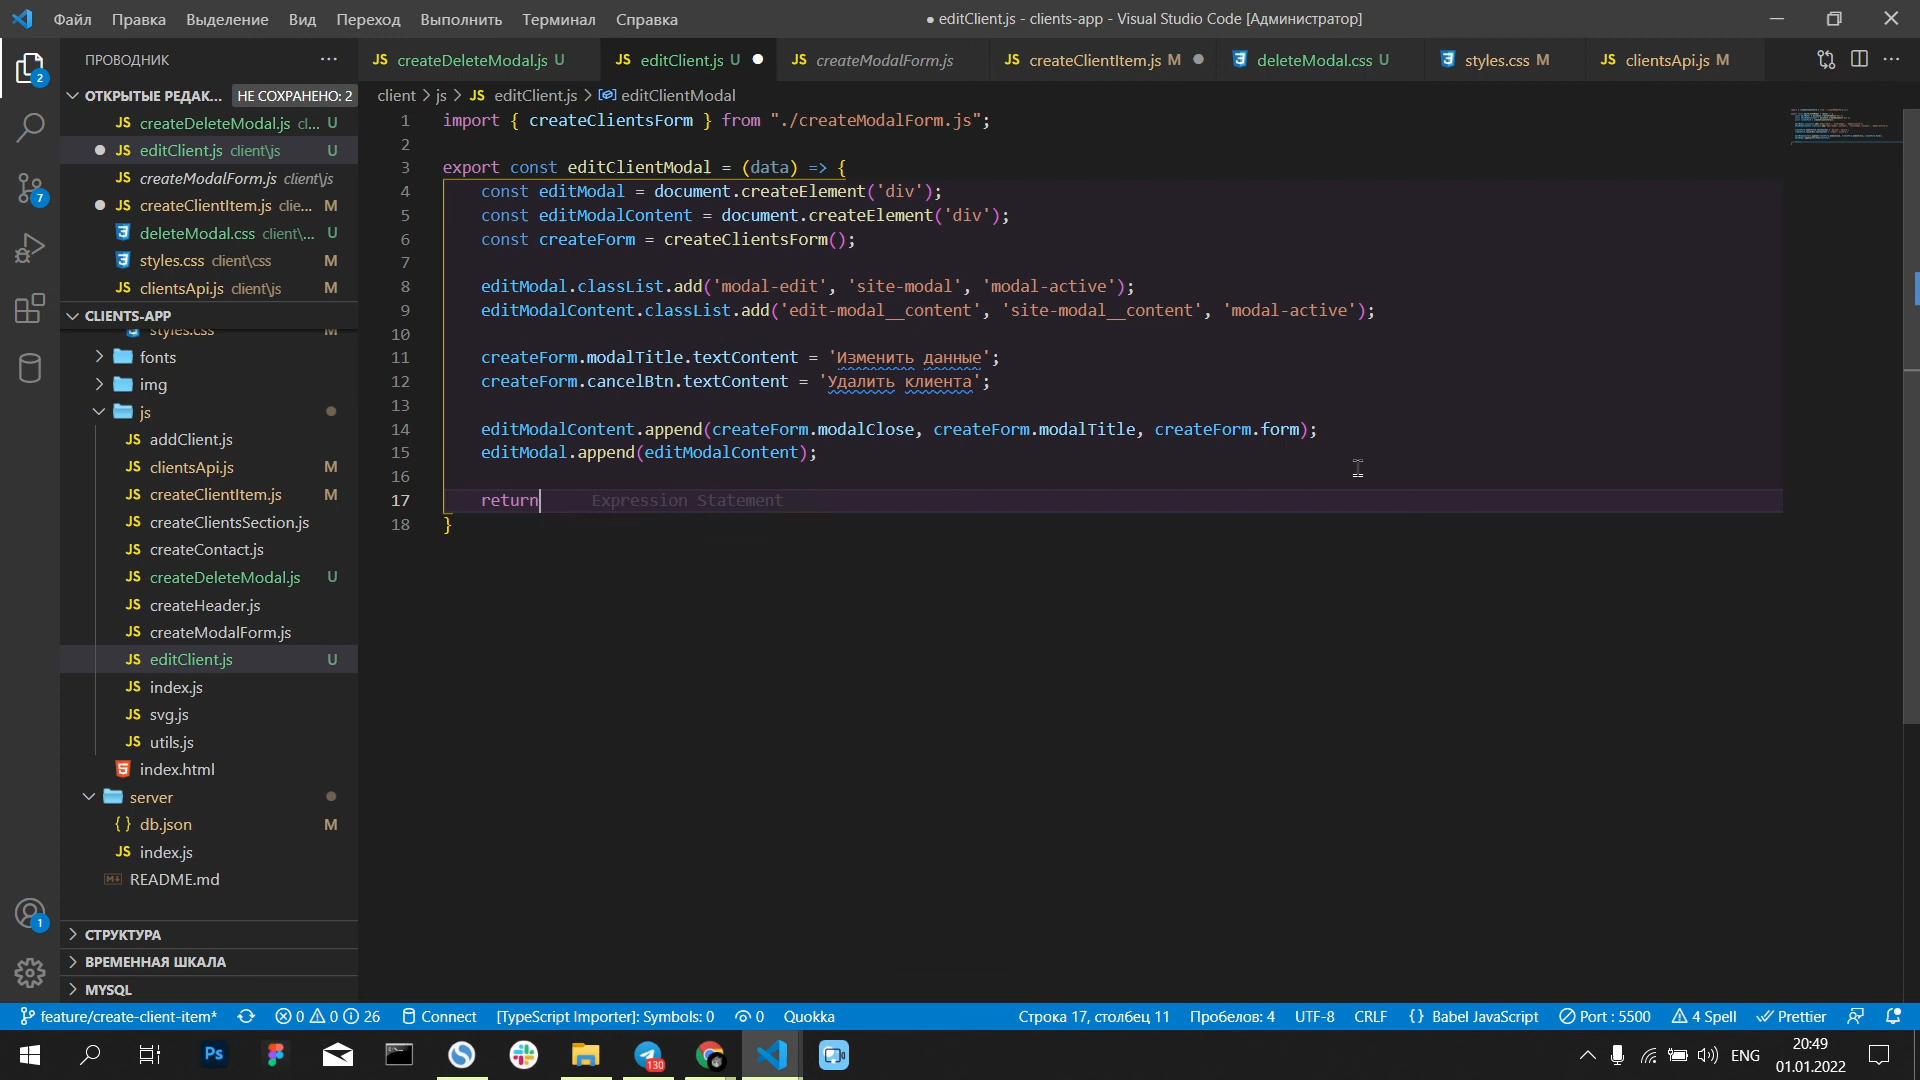 Файл Правка Выделение Вид Переход Выполнить Терминал Справка
● editClient.js - clients-app - Visual Studio Code [Администратор]
ПРОВОДНИК
ОТКРЫТЫЕ РЕДАК... НЕ СОХРАНЕНО: 2
JS createDeleteModal.js cl... U
JS editClient.js client\js U
JS createModalForm.js client\js
JS createClientItem.js clie... M
deleteModal.css client\... U
styles.css client\css M
JS clientsApi.js client\js M
CLIENTS-APP
styles.css M
fonts
img
js
JS addClient.js
JS clientsApi.js M
JS createClientItem.js M
JS createClientsSection.js
JS createContact.js
JS createDeleteModal.js U
JS createHeader.js
JS createModalForm.js
JS editClient.js U
JS index.js
JS svg.js
JS utils.js
index.html
server
{} db.json M
JS index.js
README.md
СТРУКТУРА
ВРЕМЕННАЯ ШКАЛА
MYSQL
2
7
1
JS createDeleteModal.js U
JS editClient.js U
JS createModalForm.js
JS createClientItem.js M
deleteModal.css U
styles.css M
JS clientsApi.js M
client > js > JS editClient.js > editClientModal
1 import { createClientsForm } from "./createModalForm.js";
2
3 export const editClientModal = (data) => {
4 const editModal = document.createElement('div');
5 const editModalContent = document.createElement('div');
6 const createForm = createClientsForm();
7
8 editModal.classList.add('modal-edit', 'site-modal', 'modal-active');
9 editModalContent.classList.add('edit-modal__content', 'site-modal__content', 'modal-active');
10
11 createForm.modalTitle.textContent = 'Изменить данные';
12 createForm.cancelBtn.textContent = 'Удалить клиента';
13
14 editModalContent.append(createForm.modalClose, createForm.modalTitle, createForm.form);
15 editModal.append(editModalContent);
16
17 return Expression Statement
18 }
feature/create-client-item* 0 0 26 Connect [TypeScript Importer]: Symbols: 0 0 Quokka
Строка 17, столбец 11 Пробелов: 4 UTF-8 CRLF {} Babel JavaScript Port : 5500 4 Spell Prettier
Ps
130
ENG
20:49
01.01.2022